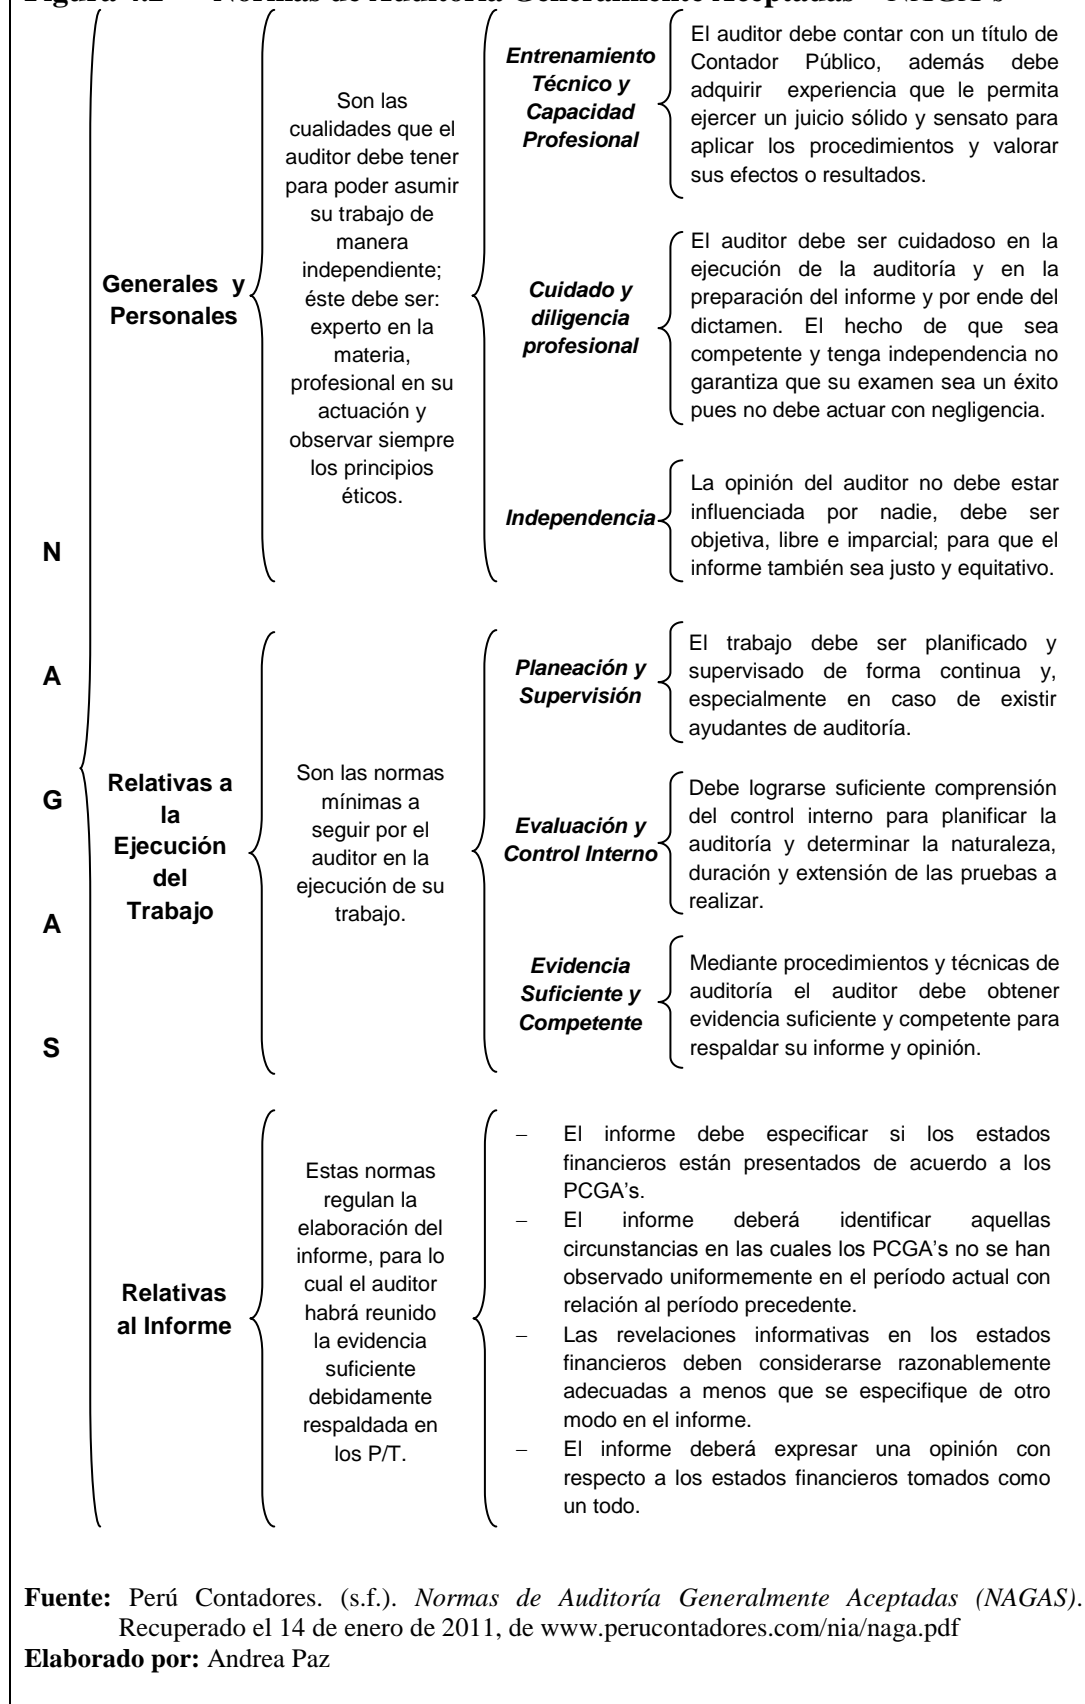 Generales y
Personales
Son las
cualidades que el
auditor debe tener
para poder asumir
su trabajo de
manera
independiente;
éste debe ser:
experto en la
materia,
profesional en su
actuación y
observar siempre
los principios
éticos.
Entrenamiento
Técnico y
Capacidad
Profesional
El auditor debe contar con un título de
Contador Público, además debe
adquirir experiencia que le permita
ejercer un juicio sólido y sensato para
aplicar los procedimientos y valorar
sus efectos o resultados.
Cuidado y
diligencia
profesional
El auditor debe ser cuidadoso en la
ejecución de la auditoría y en la
preparación del informe y por ende del
dictamen. El hecho de que sea
competente y tenga independencia no
garantiza que su examen sea un éxito
pues no debe actuar con negligencia.
Independencia
La opinión del auditor no debe estar
influenciada por nadie, debe ser
objetiva, libre e imparcial; para que el
informe también sea justo y equitativo.
N
A
G
A
S
Relativas a
la
Ejecución
del
Trabajo
Son las normas
mínimas a
seguir por el
auditor en la
ejecución de su
trabajo.
Planeación y
Supervisión
El trabajo debe ser planificado y
supervisado de forma continua y,
especialmente en caso de existir
ayudantes de auditoría.
Evaluación y
Control Interno
Debe lograrse suficiente comprensión
del control interno para planificar la
auditoría y determinar la naturaleza,
duración y extensión de las pruebas a
realizar.
Evidencia
Suficiente y
Competente
Mediante procedimientos y técnicas de
auditoría el auditor debe obtener
evidencia suficiente y competente para
respaldar su informe y opinión.
Relativas
al Informe
Estas normas
regulan la
elaboración del
informe, para lo
cual el auditor
habrá reunido
la evidencia
suficiente
debidamente
respaldada en
los P/T.
– El informe debe especificar si los estados
financieros están presentados de acuerdo a los
PCGA's.
– El informe deberá identificar aquellas
circunstancias en las cuales los PCGA's no se han
observado uniformemente en el período actual con
relación al período precedente.
– Las revelaciones informativas en los estados
financieros deben considerarse razonablemente
adecuadas a menos que se especifique de otro
modo en el informe.
– El informe deberá expresar una opinión con
respecto a los estados financieros tomados como
un todo.
Fuente: Perú Contadores. (s.f.). Normas de Auditoría Generalmente Aceptadas (NAGAS).
Recuperado el 14 de enero de 2011, de www.perucontadores.com/nia/naga.pdf
Elaborado por: Andrea Paz